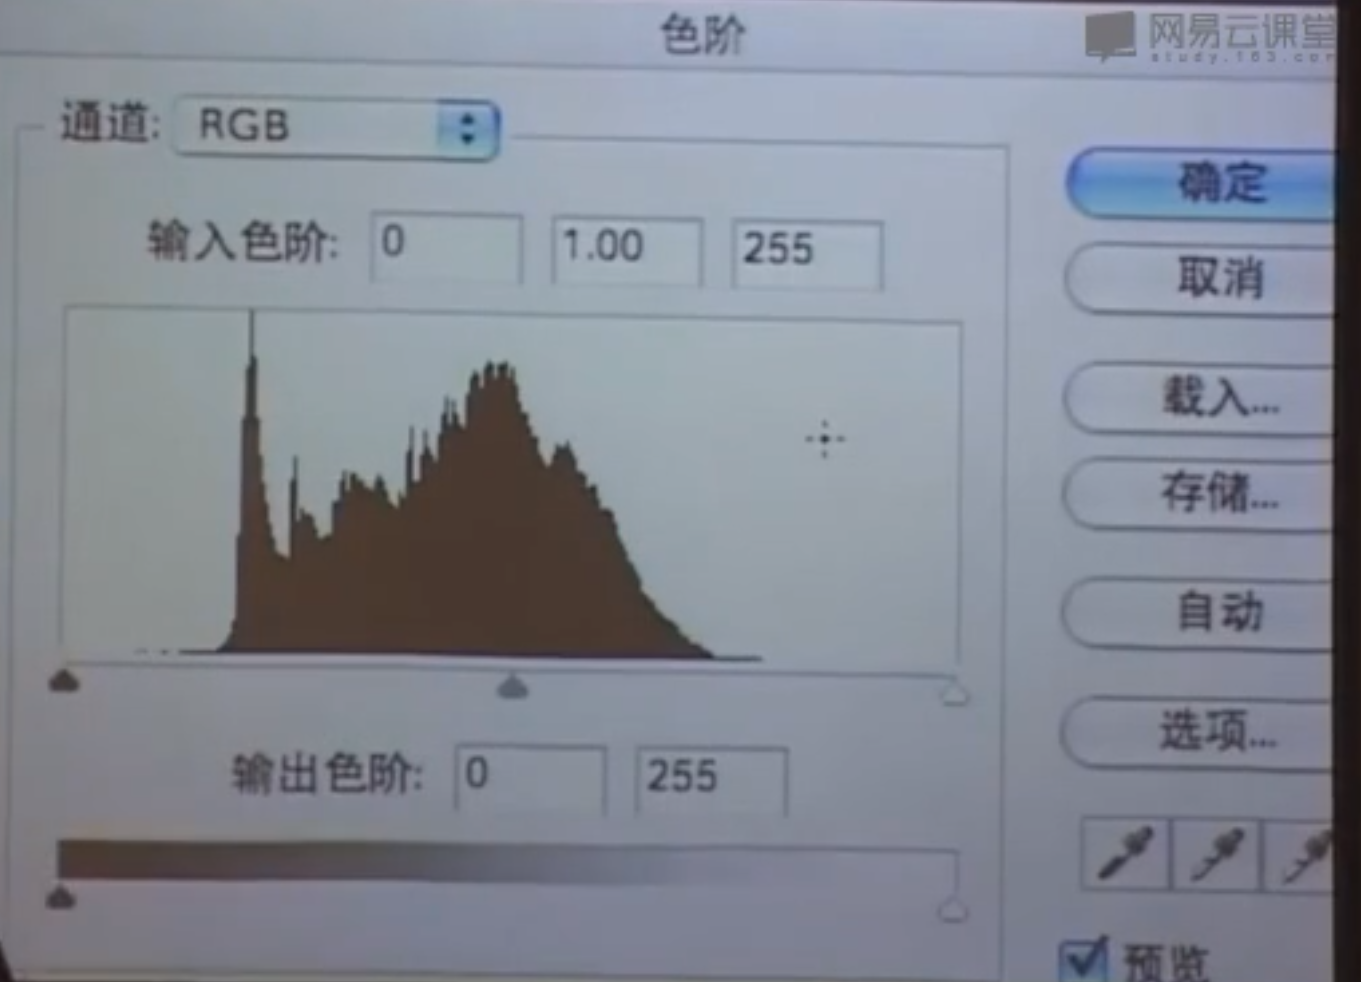 色阶
网易云课堂
study.163.com
通道: RGB
确定
输入色阶: 0 1.00 255
取消
载入...
存储...
自动
选项...
输出色阶: 0 255
预览